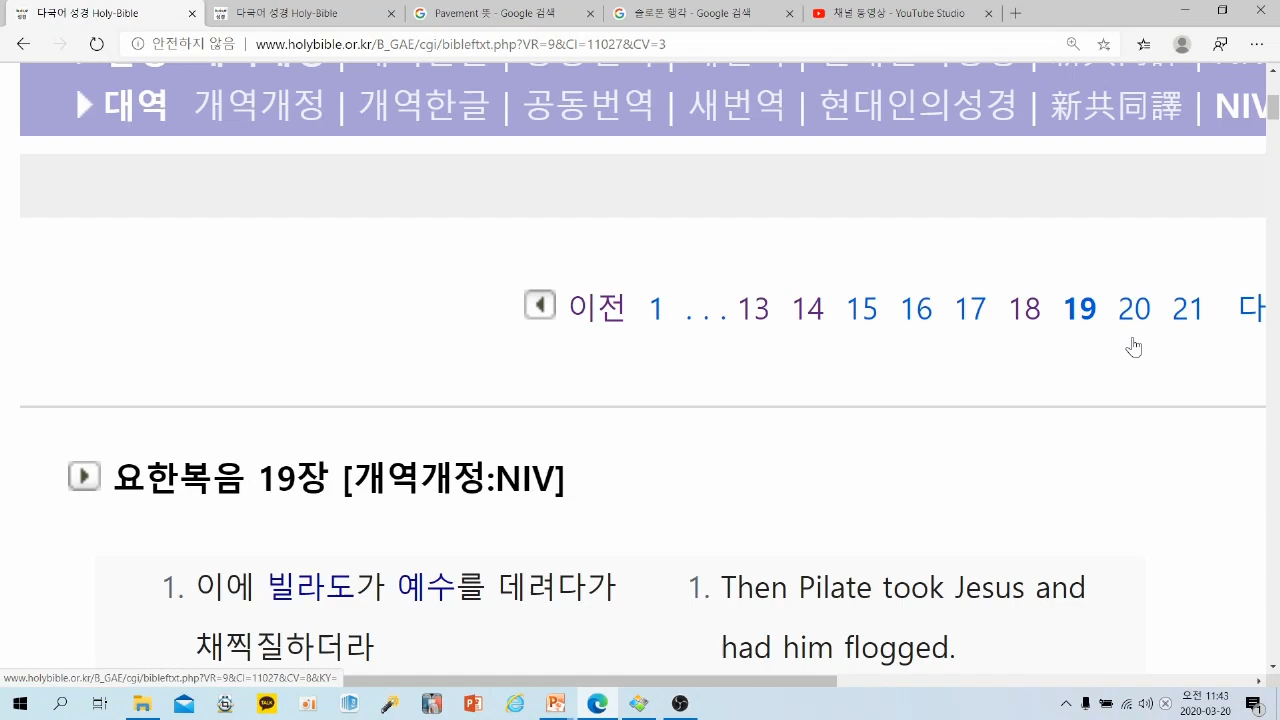 다국어 성경 Holy-Bible
다국어 성경 Holy-Bible
Pavement 뜻 - Google 검색
솔로몬 행각 - Google 검색
채널 동영상 - YouTube Studio
안전하지 않음 | www.holybible.or.kr/B_GAE/cgi/bibleftxt.php?VR=9&CI=11027&CV=3
대역 개역개정 | 개역한글 | 공동번역 | 새번역 | 현대인의성경 | 新共同譯 | NIV
이전 1 ... 13 14 15 16 17 18 19 20 21 다
요한복음 19장 [개역개정:NIV]
1. 이에 빌라도가 예수를 데려다가
채찍질하더라
1. Then Pilate took Jesus and
had him flogged.
www.holybible.or.kr/B_GAE/cgi/bibleftxt.php?VR=9&CI=11027&CV=8&KY=
오전 11:43
2020-03-20